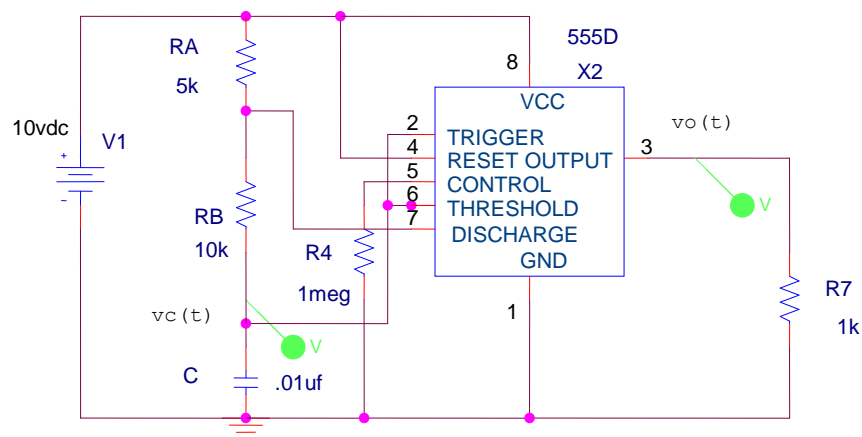 555D
RA
8
X2
5k
VCC
10vdc
V1
+
-
2
TRIGGER
vo(t)
4
RESET OUTPUT
3
5
CONTROL
6
THRESHOLD
V
RB
7
DISCHARGE
10k
R4
GND
1meg
R7
vc(t)
1
1k
V
C
.01uf